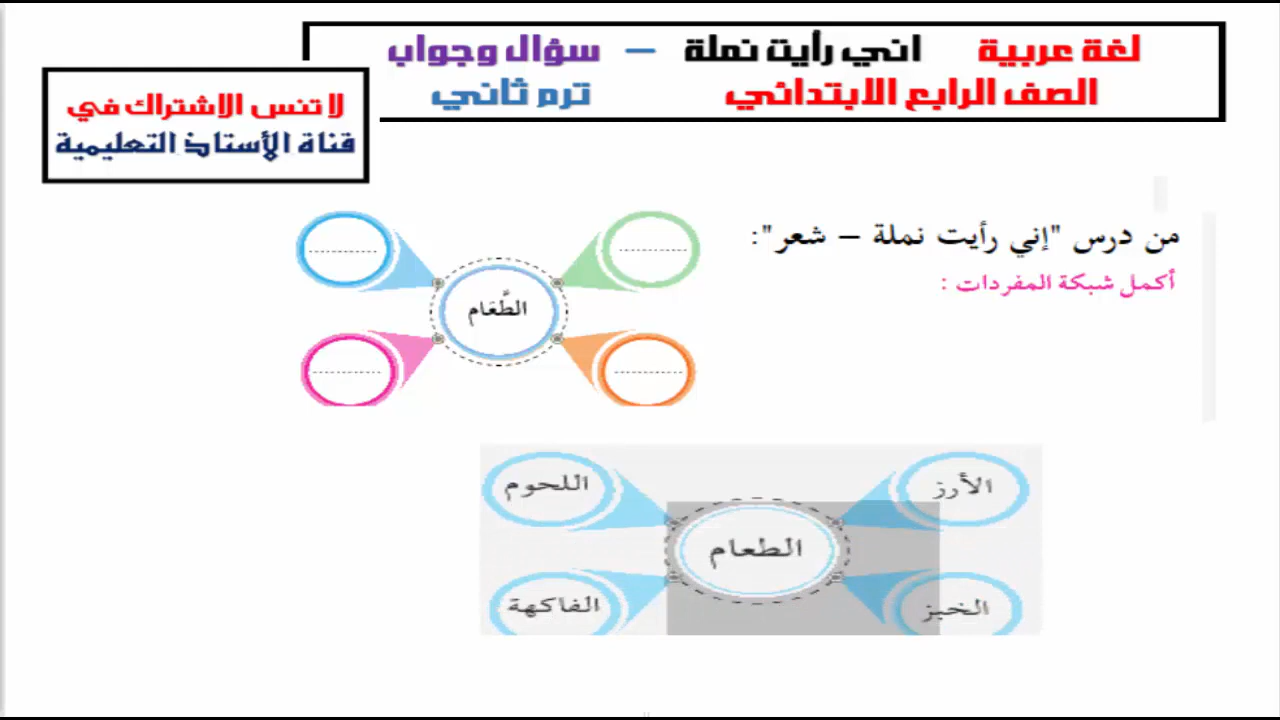 لغة عربية اني رأيت نملة – سؤال وجواب
الصف الرابع الابتدائي ترم ثاني
لا تنس الاشتراك في
قناة الأستاذ التعليمية
من درس "إني رأيت نملة – شعر":
أكمل شبكة المفردات :
....................
....................
الطَّعَام
....................
....................
الأرز
اللحوم
الطعام
الخبز
الفاكهة